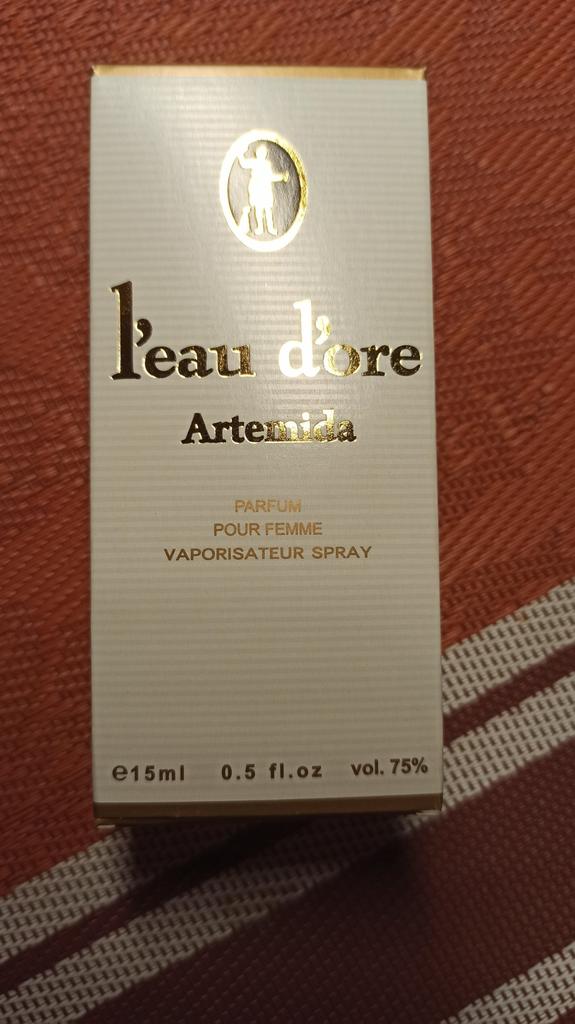 l'eau d'ore
Artemida
PARFUM
POUR FEMME
VAPORISATEUR SPRAY
℮15ml 0.5 fl.oz vol. 75%